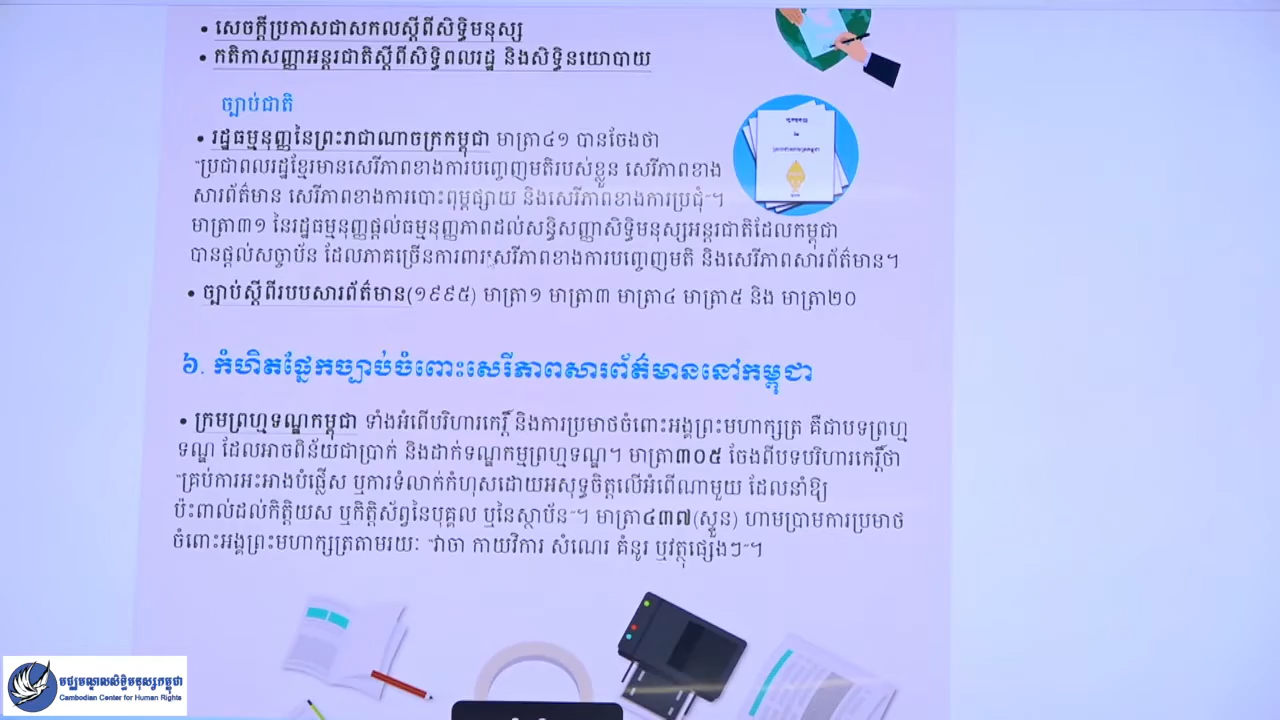 • សេចក្តីប្រកាសជាសកលស្តីពីសិទ្ធិមនុស្ស
• កតិកាសញ្ញាអន្តរជាតិស្តីពីសិទ្ធិពលរដ្ឋ និងសិទ្ធិនយោបាយ
ច្បាប់ជាតិ
• រដ្ឋធម្មនុញ្ញនៃព្រះរាជាណាចក្រកម្ពុជា មាត្រា៤១ បានចែងថា
"ប្រជាពលរដ្ឋខ្មែរមានសេរីភាពខាងការបញ្ចេញមតិរបស់ខ្លួន សេរីភាពខាង
សារព័ត៌មាន សេរីភាពខាងការបោះពុម្ពផ្សាយ និងសេរីភាពខាងការប្រជុំ"។
មាត្រា៣១ នៃរដ្ឋធម្មនុញ្ញផ្តល់ធម្មនុញ្ញភាពដល់សន្ធិសញ្ញាសិទ្ធិមនុស្សអន្តរជាតិដែលកម្ពុជា
បានផ្តល់សច្ចាប័ន ដែលភាគច្រើនការពារសេរីភាពខាងការបញ្ចេញមតិ និងសេរីភាពសារព័ត៌មាន។
• ច្បាប់ស្តីពីរបបសារព័ត៌មាន(១៩៩៥) មាត្រា១ មាត្រា៣ មាត្រា៤ មាត្រា៥ និង មាត្រា២០
៦. កំហិតផ្នែកច្បាប់ចំពោះសេរីភាពសារព័ត៌មាននៅកម្ពុជា
• ក្រមព្រហ្មទណ្ឌកម្ពុជា ទាំងអំពើបរិហារកេរ្តិ៍ និងការប្រមាថចំពោះអង្គព្រះមហាក្សត្រ គឺជាបទព្រហ្ម
ទណ្ឌ ដែលអាចពិន័យជាប្រាក់ និងដាក់ទណ្ឌកម្មព្រហ្មទណ្ឌ។ មាត្រា៣០៥ ចែងពីបទបរិហារកេរ្តិ៍ថា
"គ្រប់ការអះអាងបំផ្លើស ឬការទំលាក់កំហុសដោយអសុទ្ធចិត្តលើអំពើណាមួយ ដែលនាំឱ្យ
ប៉ះពាល់ដល់កិត្តិយស ឬកិត្តិស័ព្ទនៃបុគ្គល ឬនៃស្ថាប័ន"។ មាត្រា៤៣៧(ស្ទួន) ហាមប្រាមការប្រមាថ
ចំពោះអង្គព្រះមហាក្សត្រតាមរយៈ "វាចា កាយវិការ សំណេរ គំនូរ ឬវត្ថុផ្សេងៗ"។
មជ្ឈមណ្ឌលសិទ្ធិមនុស្សកម្ពុជា
Cambodian Center for Human Rights